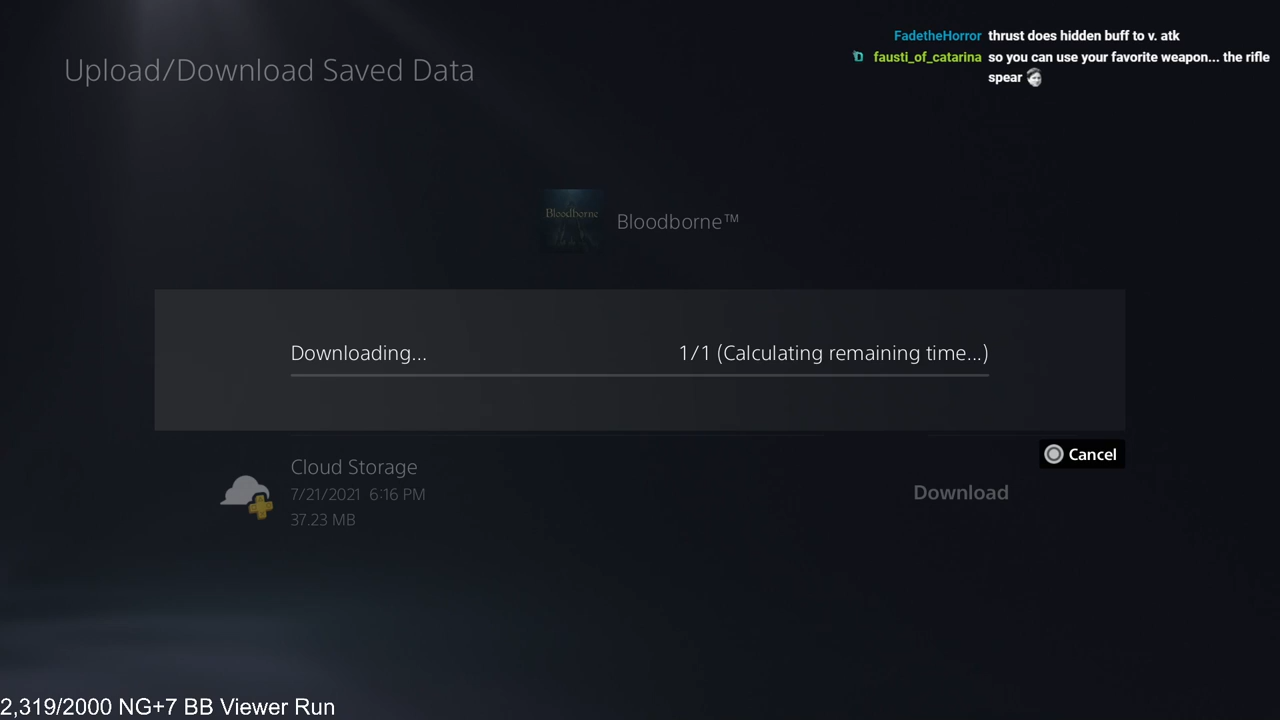 FadetheHorror thrust does hidden buff to v. atk
fausti_of_catarina so you can use your favorite weapon... the rifle
spear
Upload/Download Saved Data
Bloodborne
Bloodborne™
Downloading... 1/1 (Calculating remaining time...)
Cancel
Cloud Storage
7/21/2021 6:16 PM
37.23 MB
Download
2,319/2000 NG+7 BB Viewer Run